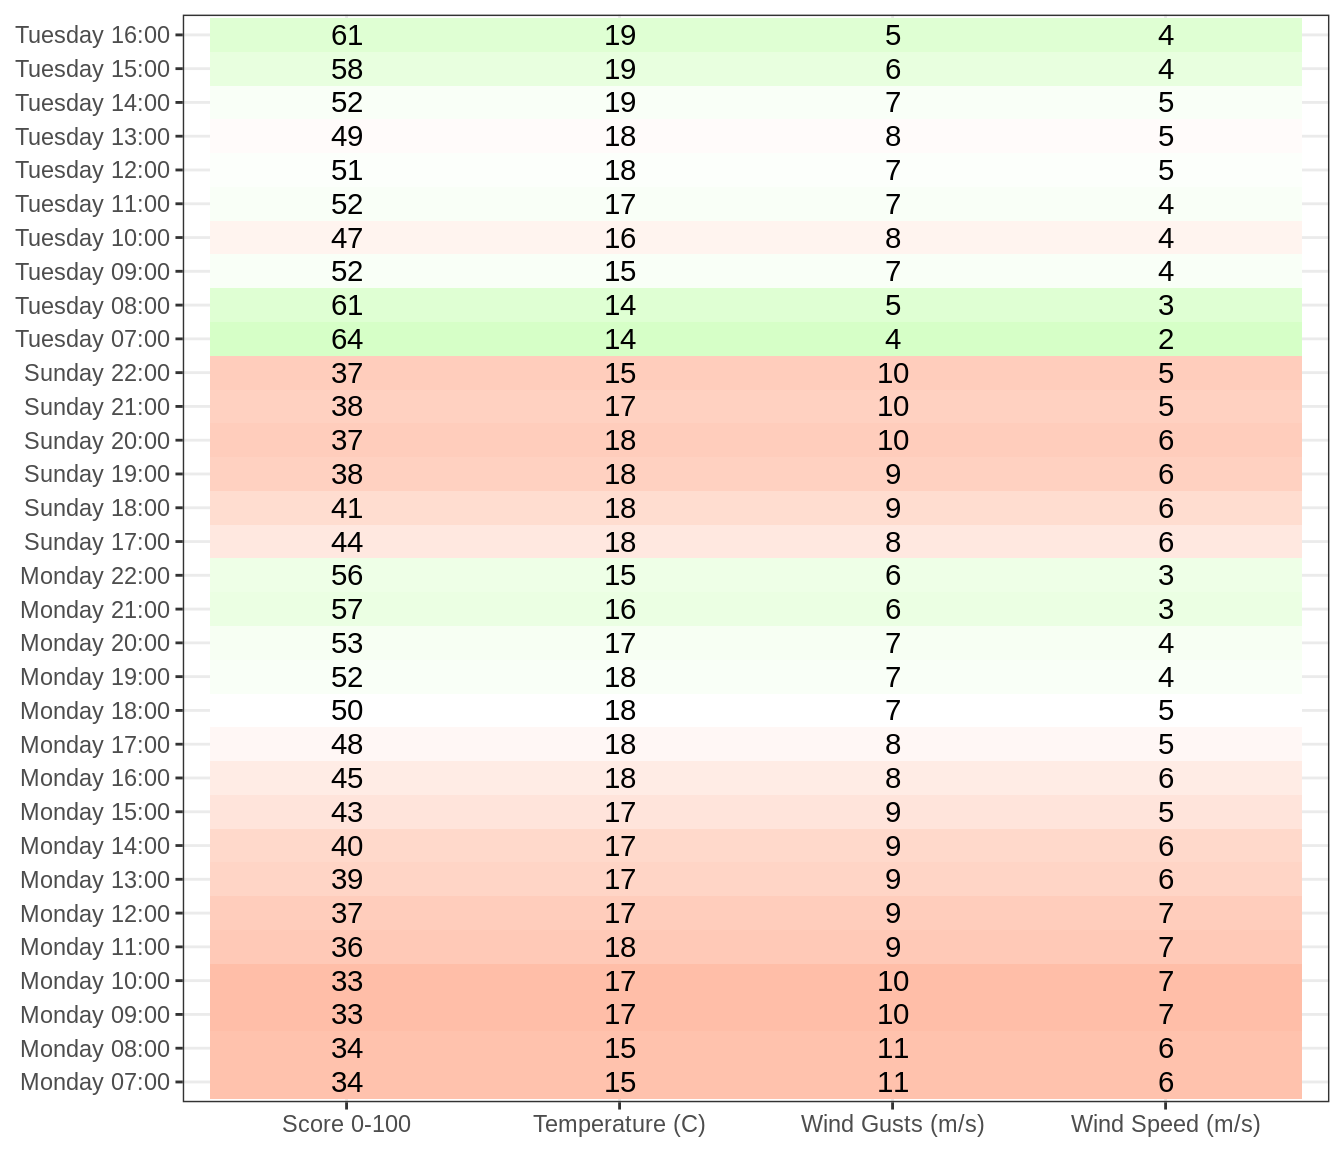 Tuesday 16:00 61 19 5 4
Tuesday 15:00 58 19 6 4
Tuesday 14:00 52 19 7 5
Tuesday 13:00 49 18 8 5
Tuesday 12:00 51 18 7 5
Tuesday 11:00 52 17 7 4
Tuesday 10:00 47 16 8 4
Tuesday 09:00 52 15 7 4
Tuesday 08:00 61 14 5 3
Tuesday 07:00 64 14 4 2
Sunday 22:00 37 15 10 5
Sunday 21:00 38 17 10 5
Sunday 20:00 37 18 10 6
Sunday 19:00 38 18 9 6
Sunday 18:00 41 18 9 6
Sunday 17:00 44 18 8 6
Monday 22:00 56 15 6 3
Monday 21:00 57 16 6 3
Monday 20:00 53 17 7 4
Monday 19:00 52 18 7 4
Monday 18:00 50 18 7 5
Monday 17:00 48 18 8 5
Monday 16:00 45 18 8 6
Monday 15:00 43 17 9 5
Monday 14:00 40 17 9 6
Monday 13:00 39 17 9 6
Monday 12:00 37 17 9 7
Monday 11:00 36 18 9 7
Monday 10:00 33 17 10 7
Monday 09:00 33 17 10 7
Monday 08:00 34 15 11 6
Monday 07:00 34 15 11 6
Score 0-100 Temperature (C) Wind Gusts (m/s) Wind Speed (m/s)